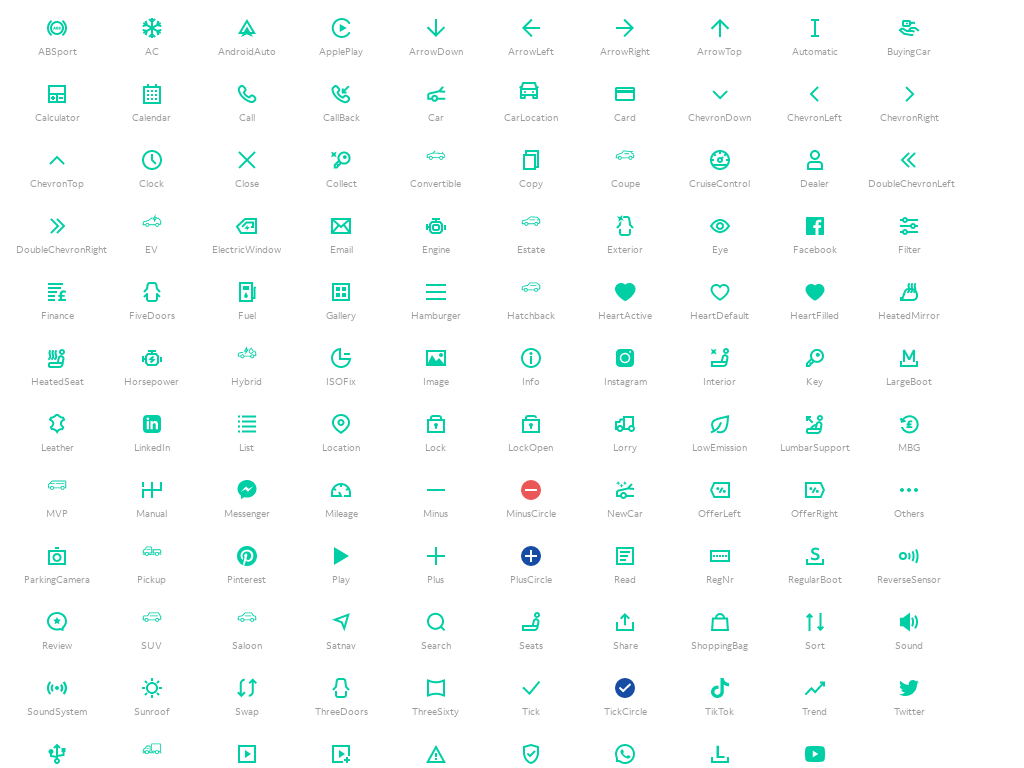 ABSport AC AndroidAuto ApplePlay ArrowDown ArrowLeft ArrowRight ArrowTop Automatic BuyingCar
Calculator Calendar Call CallBack Car CarLocation Card ChevronDown ChevronLeft ChevronRight
ChevronTop Clock Close Collect Convertible Copy Coupe CruiseControl Dealer DoubleChevronLeft
DoubleChevronRight EV ElectricWindow Email Engine Estate Exterior Eye Facebook Filter
Finance FiveDoors Fuel Gallery Hamburger Hatchback HeartActive HeartDefault HeartFilled HeatedMirror
HeatedSeat Horsepower Hybrid ISOFix Image Info Instagram Interior Key LargeBoot
Leather LinkedIn List Location Lock LockOpen Lorry LowEmission LumbarSupport MBG
MVP Manual Messenger Mileage Minus MinusCircle NewCar OfferLeft OfferRight Others
ParkingCamera Pickup Pinterest Play Plus PlusCircle Read RegNr RegularBoot ReverseSensor
Review SUV Saloon Satnav Search Seats Share ShoppingBag Sort Sound
SoundSystem Sunroof Swap ThreeDoors ThreeSixty Tick TickCircle TikTok Trend Twitter